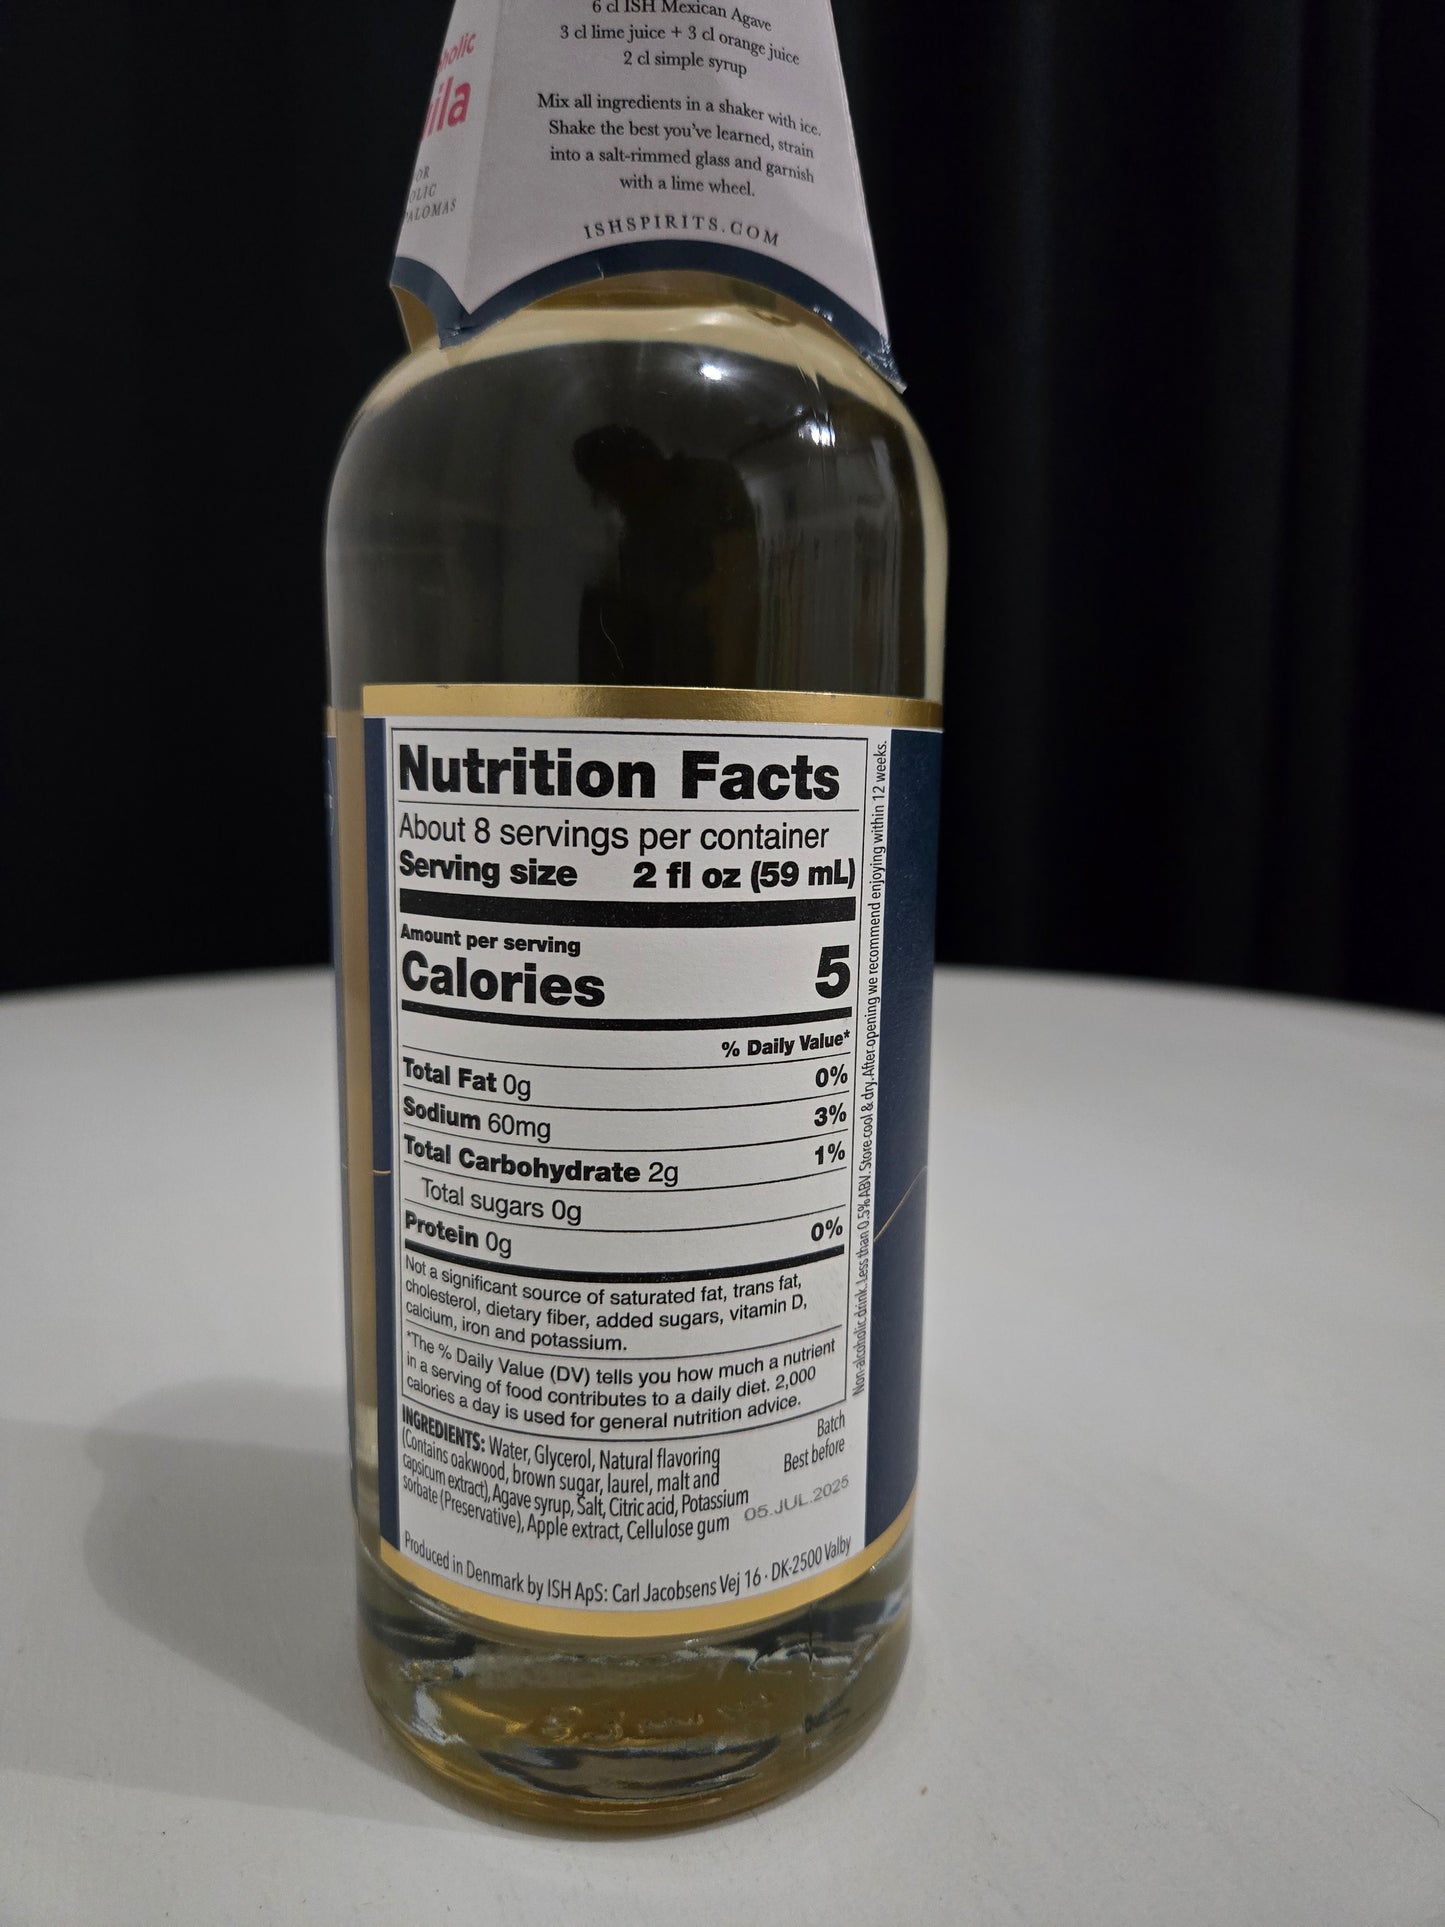 6 cl ISH Mexican Agave
3 cl lime juice + 3 cl orange juice
2 cl simple syrup
Mix all ingredients in a shaker with ice.
Shake the best you've learned, strain
into a salt-rimmed glass and garnish
with a lime wheel.
ISHSPIRITS.COM
Nutrition Facts
About 8 servings per container
Serving size 2 fl oz (59 mL)
Amount per serving
Calories 5
% Daily Value*
Total Fat 0g 0%
Sodium 60mg 3%
Total Carbohydrate 2g 1%
Total sugars 0g
Protein 0g 0%
Not a significant source of saturated fat, trans fat,
cholesterol, dietary fiber, added sugars, vitamin D,
calcium, iron and potassium.
*The % Daily Value (DV) tells you how much a nutrient
in a serving of food contributes to a daily diet. 2,000
calories a day is used for general nutrition advice.
Non-alcoholic drink. Less than 0.5% ABV. Store cool & dry. After opening we recommend enjoying within 12 weeks.
INGREDIENTS: Water, Glycerol, Natural flavoring
(Contains oakwood, brown sugar, laurel, malt and
capsicum extract), Agave syrup, Salt, Citric acid, Potassium
sorbate (Preservative), Apple extract, Cellulose gum
Batch
Best before
05.JUL.2025
Produced in Denmark by ISH ApS: Carl Jacobsens Vej 16 · DK-2500 Valby